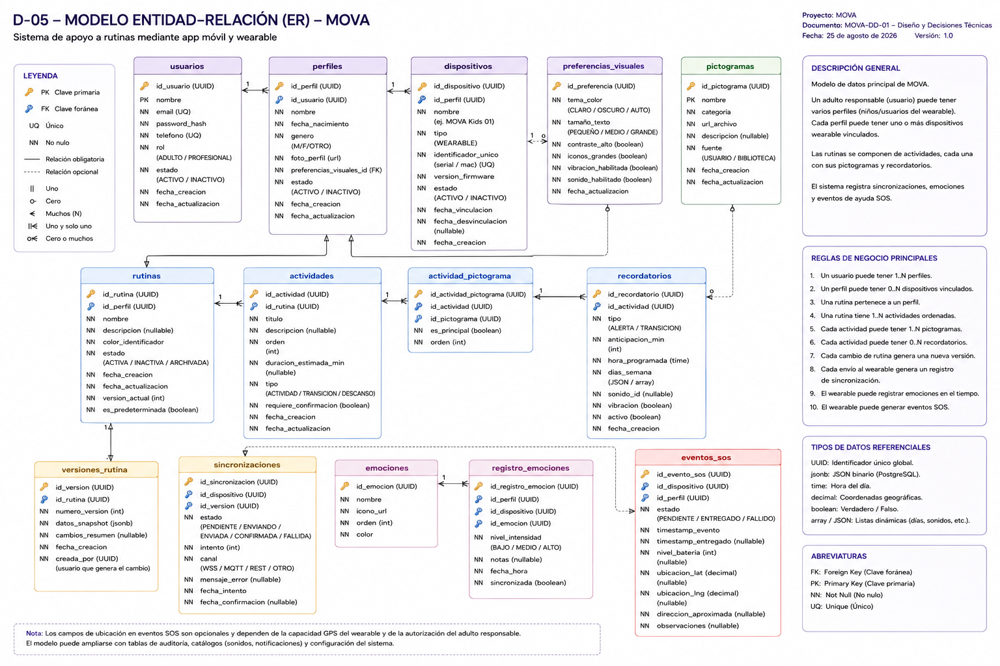 D-05 – MODELO ENTIDAD-RELACIÓN (ER) – MOVA
Sistema de apoyo a rutinas mediante app móvil y wearable
Proyecto: MOVA
Documento: MOVA-DD-01 – Diseño y Decisiones Técnicas
Fecha: 25 de agosto de 2026 Versión: 1.0
LEYENDA
PK Clave primaria
FK Clave foránea
UQ Único
NN No nulo
Relación obligatoria
Relación opcional
Uno
Cero
Muchos (N)
Uno y solo uno
Cero o muchos
usuarios
id_usuario (UUID)
PK nombre
NN email (UQ)
NN password_hash
NN telefono (UQ)
NN rol
(ADULTO / PROFESIONAL)
NN estado
(ACTIVO / INACTIVO)
NN fecha_creacion
NN fecha_actualizacion
1
perfiles
id_perfil (UUID)
id_usuario (UUID)
NN nombre
NN fecha_nacimiento
NN genero
(M/F/OTRO)
NN foto_perfil (url)
NN preferencias_visuales_id (FK)
NN estado
(ACTIVO / INACTIVO)
NN fecha_creacion
NN fecha_actualizacion
1
dispositivos
id_dispositivo (UUID)
id_perfil (UUID)
NN nombre
(ej. MOVA Kids 01)
NN tipo
(WEARABLE)
NN identificador_unico
(serial / mac) (UQ)
NN version_firmware
NN estado
(ACTIVO / INACTIVO)
NN fecha_vinculacion
NN fecha_desvinculacion
(nullable)
NN fecha_creacion
1 o
preferencias_visuales
id_preferencia (UUID)
NN tema_color
(CLARO / OSCURO / AUTO)
NN tamaño_texto
(PEQUEÑO / MEDIO / GRANDE)
NN contraste_alto (boolean)
NN iconos_grandes (boolean)
NN vibracion_habilitada (boolean)
NN sonido_habilitado (boolean)
NN fecha_actualizacion
pictogramas
id_pictograma (UUID)
PK nombre
NN categoria
NN url_archivo
NN descripcion (nullable)
NN fuente
(USUARIO / BIBLIOTECA)
NN fecha_creacion
NN fecha_actualizacion
rutinas
id_rutina (UUID)
id_perfil (UUID)
NN nombre
NN descripcion (nullable)
NN color_identificador
NN estado
(ACTIVA / INACTIVA / ARCHIVADA)
NN fecha_creacion
NN fecha_actualizacion
NN version_actual (int)
NN es_predeterminada (boolean)
1
1
actividades
id_actividad (UUID)
id_rutina (UUID)
NN titulo
NN descripcion (nullable)
NN orden
(int)
NN duracion_estimada_min
(nullable)
NN tipo
(ACTIVIDAD / TRANSICION / DESCANSO)
NN requiere_confirmacion (boolean)
NN fecha_creacion
NN fecha_actualizacion
1
actividad_pictograma
id_actividad_pictograma (UUID)
id_actividad (UUID)
id_pictograma (UUID)
NN es_principal (boolean)
NN orden (int)
1
recordatorios
id_recordatorio (UUID)
id_actividad (UUID)
NN tipo
(ALERTA / TRANSICION)
NN anticipacion_min
(int)
NN hora_programada (time)
NN dias_semana
(JSON / array)
NN sonido_id (nullable)
NN vibracion (boolean)
NN activo (boolean)
NN fecha_creacion
o
versiones_rutina
id_version (UUID)
id_rutina (UUID)
NN numero_version (int)
NN datos_snapshot (jsonb)
NN cambios_resumen (nullable)
NN fecha_creacion
NN creada_por (UUID)
(usuario que genera el cambio)
sincronizaciones
id_sincronizacion (UUID)
id_dispositivo (UUID)
id_version (UUID)
NN estado
(PENDIENTE / ENVIANDO /
ENVIADA / CONFIRMADA / FALLIDA)
NN intento (int)
NN canal
(WSS / MQTT / REST / OTRO)
NN mensaje_error (nullable)
NN fecha_intento
NN fecha_confirmacion (nullable)
emociones
id_emocion (UUID)
NN nombre
NN icono_url
NN orden (int)
NN color
1
registro_emociones
id_registro_emocion (UUID)
id_perfil (UUID)
id_dispositivo (UUID)
id_emocion (UUID)
NN nivel_intensidad
(BAJO / MEDIO / ALTO)
NN notas (nullable)
NN fecha_hora
NN sincronizada (boolean)
eventos_sos
id_evento_sos (UUID)
id_dispositivo (UUID)
id_perfil (UUID)
NN estado
(PENDIENTE / ENTREGADO / FALLIDO)
NN timestamp_evento
NN timestamp_entregado (nullable)
NN nivel_bateria (int)
(nullable)
NN ubicacion_lat (decimal)
(nullable)
NN ubicacion_lng (decimal)
(nullable)
NN direccion_aproximada (nullable)
NN observaciones (nullable)
DESCRIPCIÓN GENERAL
Modelo de datos principal de MOVA.
Un adulto responsable (usuario) puede tener
varios perfiles (niños/usuarios del wearable).
Cada perfil puede tener uno o más dispositivos
wearable vinculados.
Las rutinas se componen de actividades, cada una
con sus pictogramas y recordatorios.
El sistema registra sincronizaciones, emociones
y eventos de ayuda SOS.
REGLAS DE NEGOCIO PRINCIPALES
1. Un usuario puede tener 1..N perfiles.
2. Un perfil puede tener 0..N dispositivos vinculados.
3. Una rutina pertenece a un perfil.
4. Una rutina tiene 1..N actividades ordenadas.
5. Cada actividad puede tener 1..N pictogramas.
6. Cada actividad puede tener 0..N recordatorios.
7. Cada cambio de rutina genera una nueva versión.
8. Cada envío al wearable genera un registro
de sincronización.
9. El wearable puede registrar emociones en el tiempo.
10. El wearable puede generar eventos SOS.
TIPOS DE DATOS REFERENCIALES
UUID: Identificador único global.
jsonb: JSON binario (PostgreSQL).
time: Hora del día.
decimal: Coordenadas geográficas.
boolean: Verdadero / Falso.
array / JSON: Listas dinámicas (días, sonidos, etc.).
ABREVIATURAS
FK: Foreign Key (Clave foránea)
PK: Primary Key (Clave primaria)
NN: Not Null (No nulo)
UQ: Unique (Único)
Nota: Los campos de ubicación en eventos SOS son opcionales y dependen de la capacidad GPS del wearable y de la autorización del adulto responsable.
El modelo puede ampliarse con tablas de auditoría, catálogos (sonidos, notificaciones) y configuración del sistema.